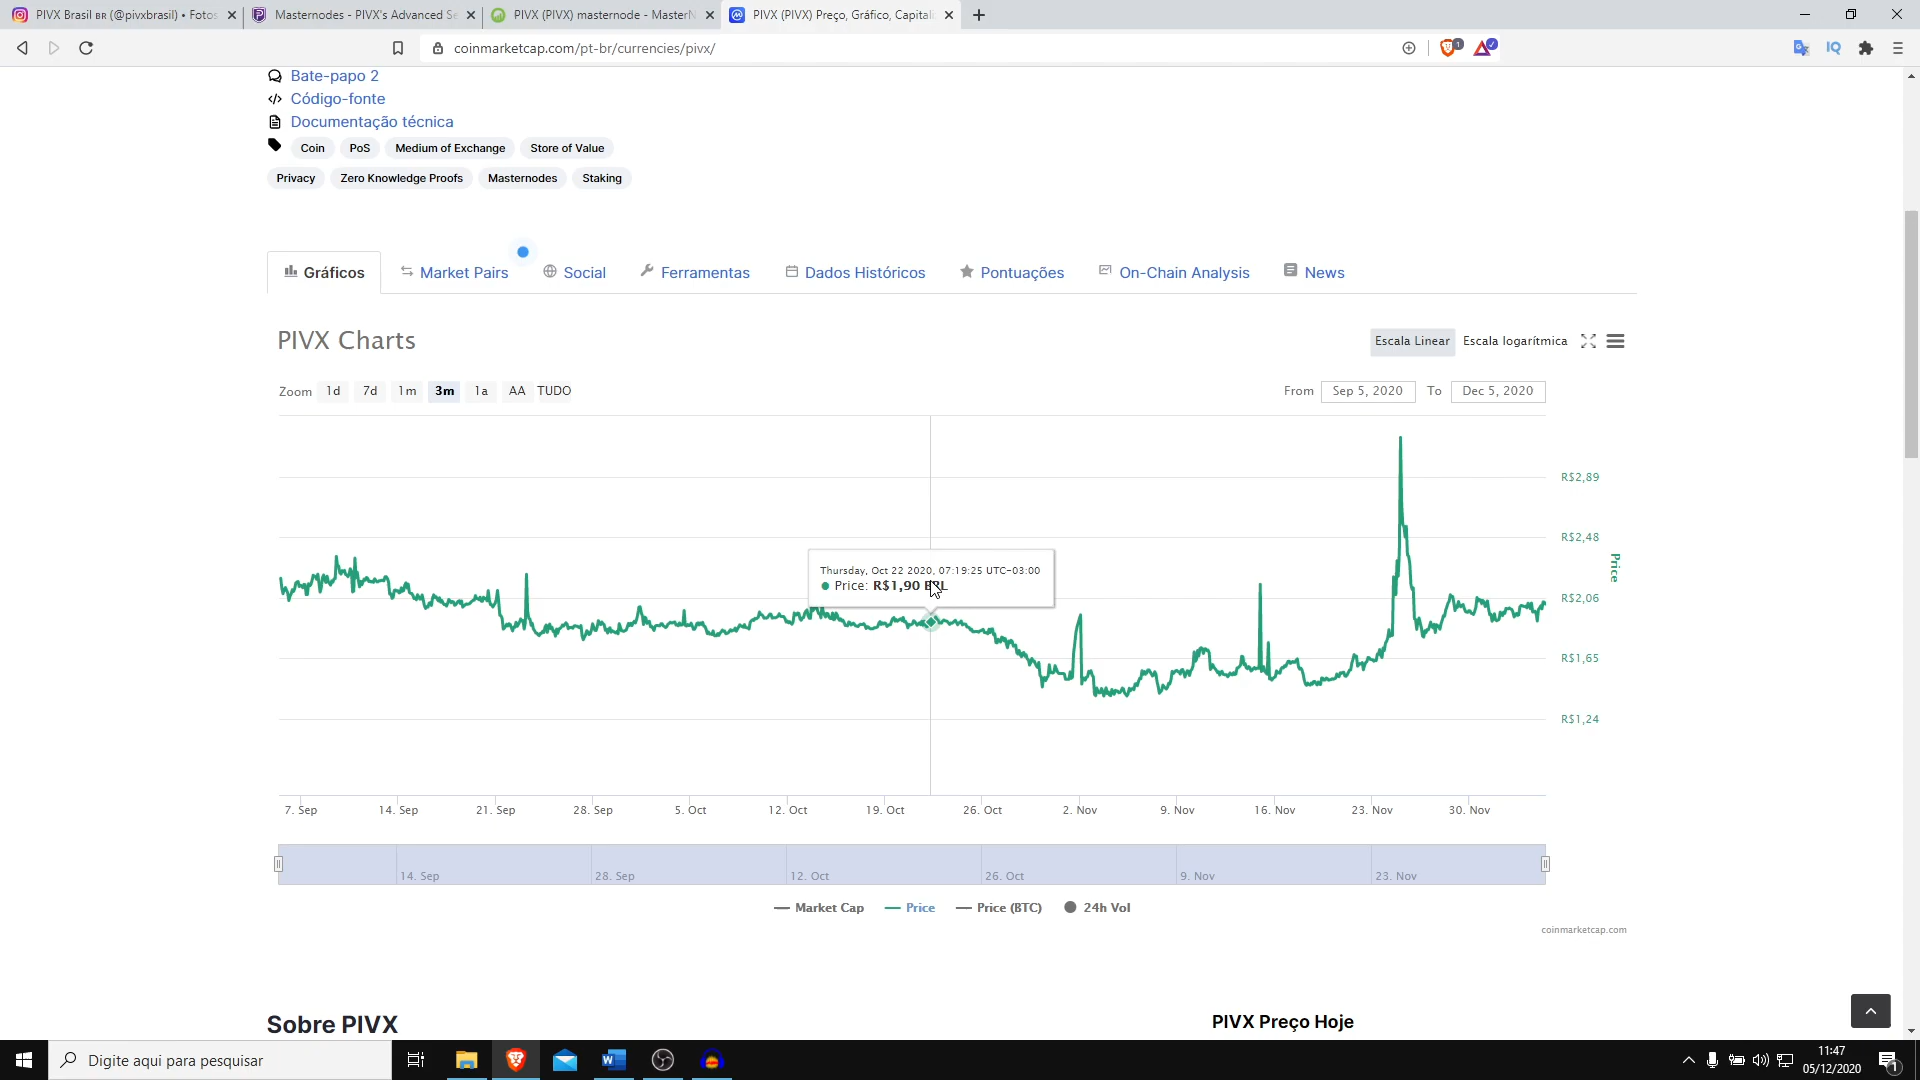 PIVX Brasil BR (@pivxbrasil) • Fotos
Masternodes - PIVX's Advanced Se
PIVX (PIVX) masternode - MasterN
PIVX (PIVX) Preço, Gráfico, Capitali
coinmarketcap.com/pt-br/currencies/pivx/
1
IQ
Bate-papo 2
Código-fonte
Documentação técnica
Coin PoS Medium of Exchange Store of Value
Privacy Zero Knowledge Proofs Masternodes Staking
Gráficos Market Pairs Social Ferramentas Dados Históricos Pontuações On-Chain Analysis News
PIVX Charts
Escala Linear Escala logarítmica
Zoom 1d 7d 1m 3m 1a AA TUDO
From Sep 5, 2020 To Dec 5, 2020
R$2,89
R$2,48
R$2,06
R$1,65
R$1,24
Price
Thursday, Oct 22 2020, 07:19:25 UTC-03:00
Price: R$1,90 BRL
7. Sep 14. Sep 21. Sep 28. Sep 5. Oct 12. Oct 19. Oct 26. Oct 2. Nov 9. Nov 16. Nov 23. Nov 30. Nov
14. Sep 28. Sep 12. Oct 26. Oct 9. Nov 23. Nov
Market Cap Price Price (BTC) 24h Vol
coinmarketcap.com
Sobre PIVX
PIVX Preço Hoje
Digite aqui para pesquisar
11:47
05/12/2020
1